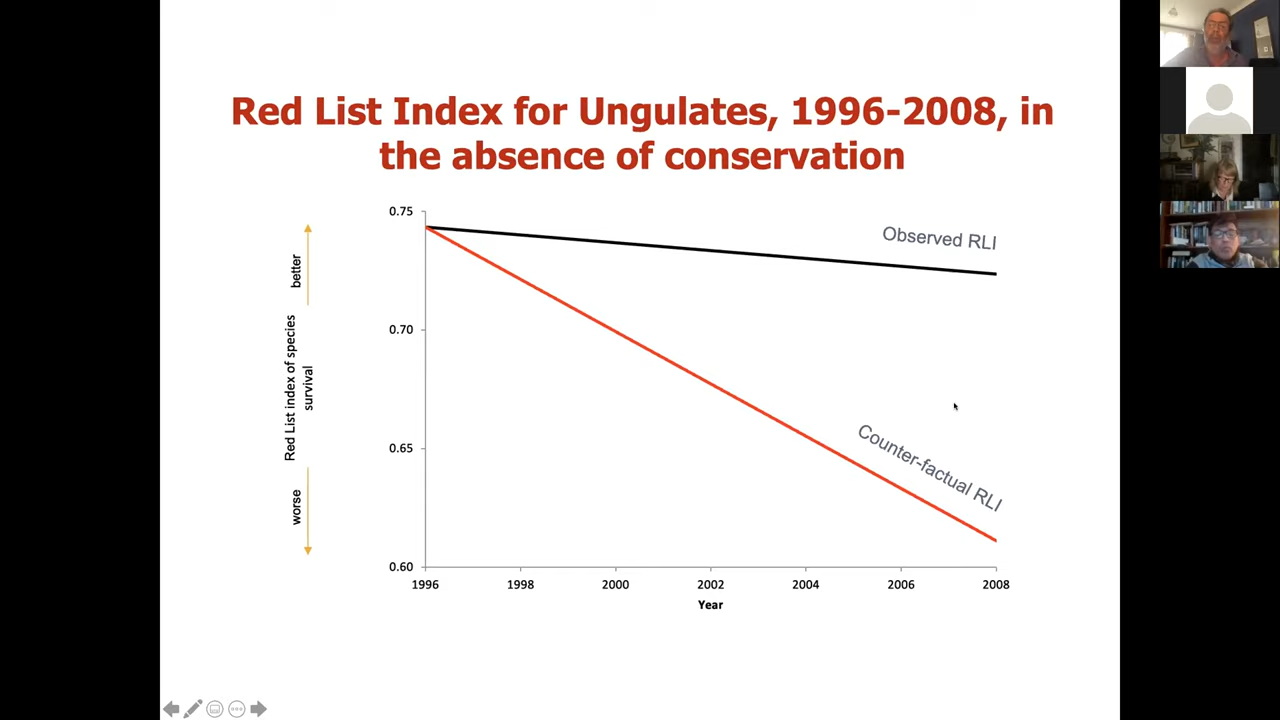 Red List Index for Ungulates, 1996-2008, in
the absence of conservation
better
Red List index of species
survival
worse
0.75
0.70
0.65
0.60
Observed RLI
Counter-factual RLI
1996 1998 2000 2002 2004 2006 2008
Year